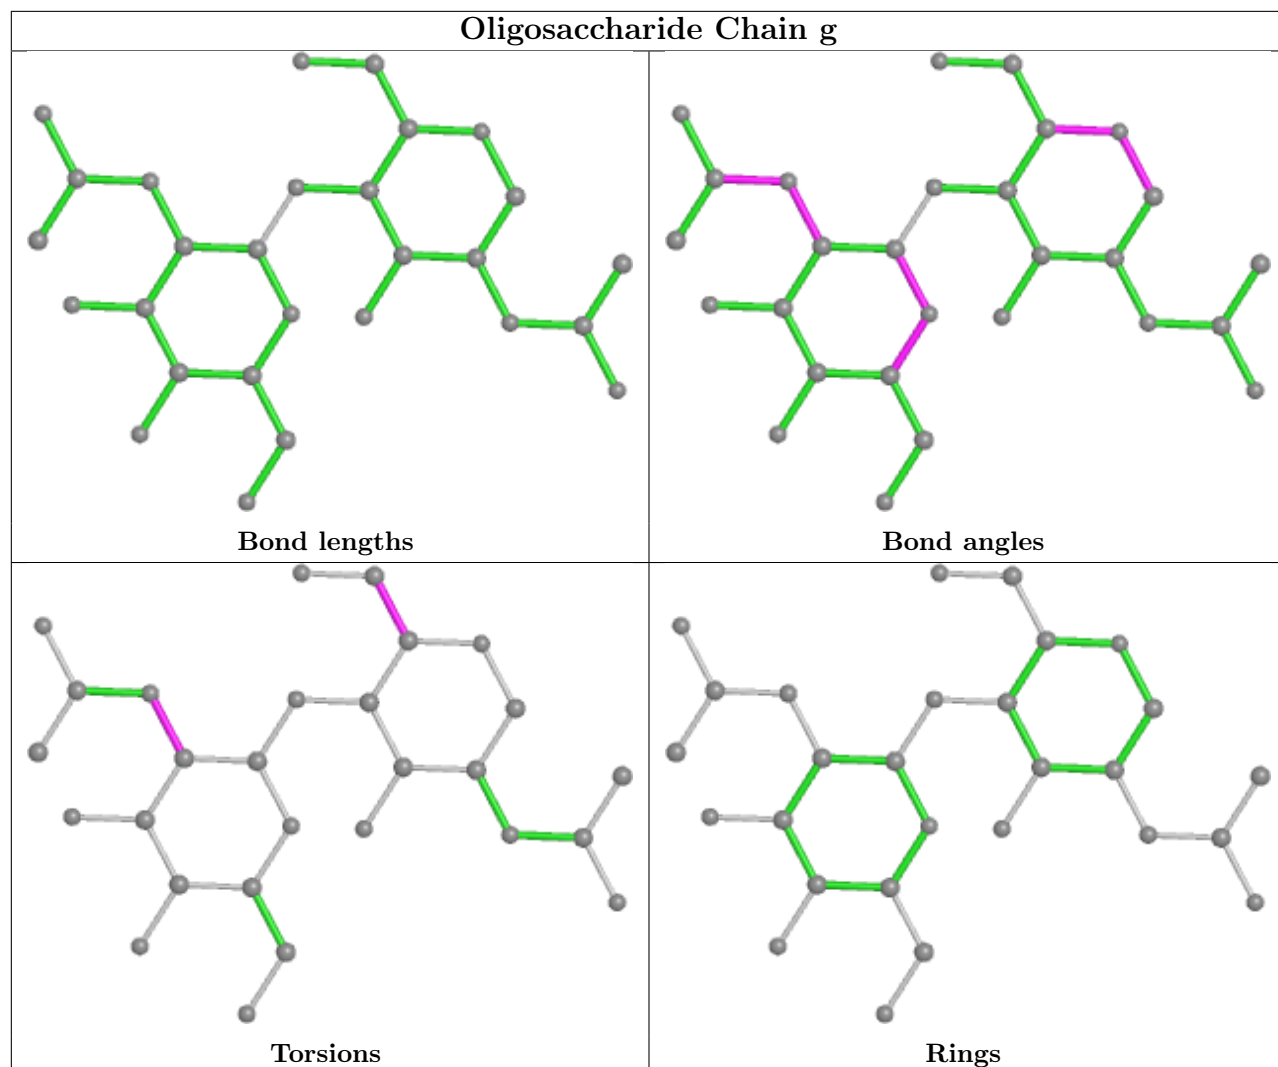 Oligosaccharide Chain g
Bond lengths
Bond angles
Torsions
Rings